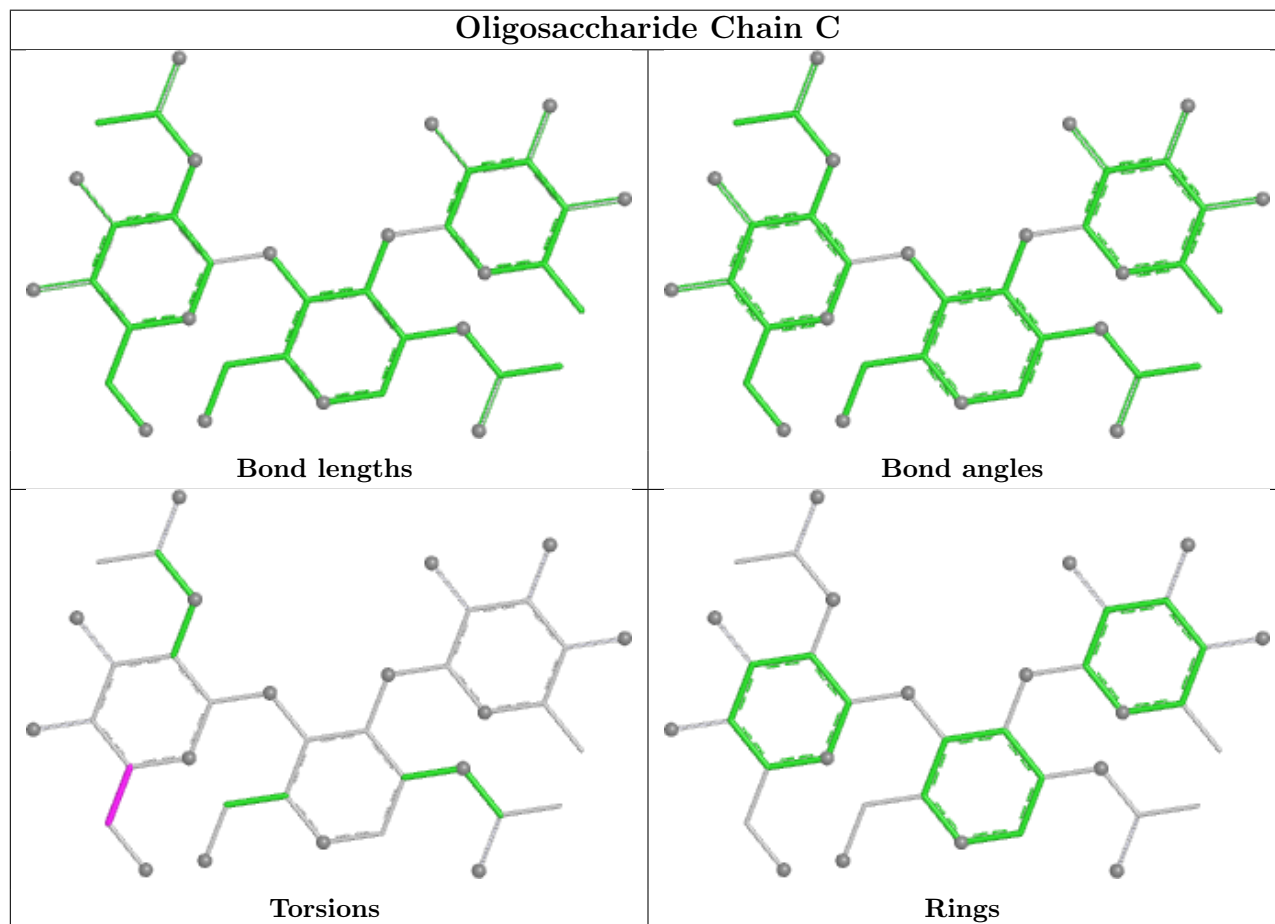 Oligosaccharide Chain C
Bond lengths
Bond angles
Torsions
Rings